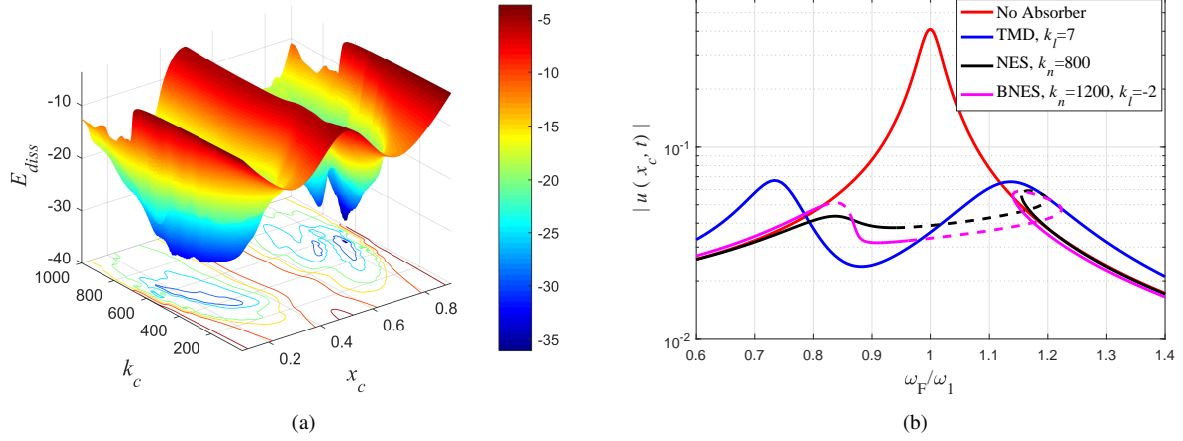 -10
-20
-30
-40
E_diss
1000
800
600
400
200
k_c
0.2
0.4
0.6
0.8
x_c
-5
-10
-15
-20
-25
-30
-35
(a)
No Absorber
TMD, k_l=7
NES, k_n=800
BNES, k_n=1200, k_l=-2
10^-1
10^-2
| u ( x_c, t) |
0.6 0.7 0.8 0.9 1 1.1 1.2 1.3 1.4
ω_F/ω_1
(b)